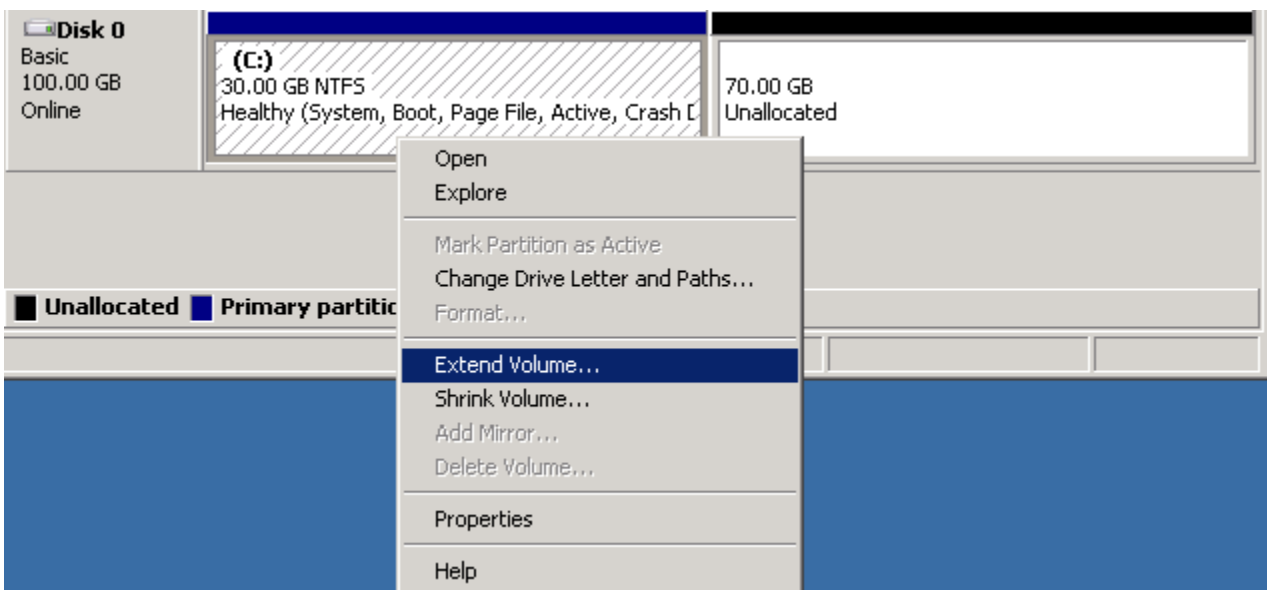 Disk 0
Basic
100.00 GB
Online
(C:)
30.00 GB NTFS
Healthy (System, Boot, Page File, Active, Crash
70.00 GB
Unallocated
Open
Explore
Mark Partition as Active
Change Drive Letter and Paths...
Format...
Extend Volume...
Shrink Volume...
Add Mirror...
Delete Volume...
Properties
Help
Unallocated
Primary